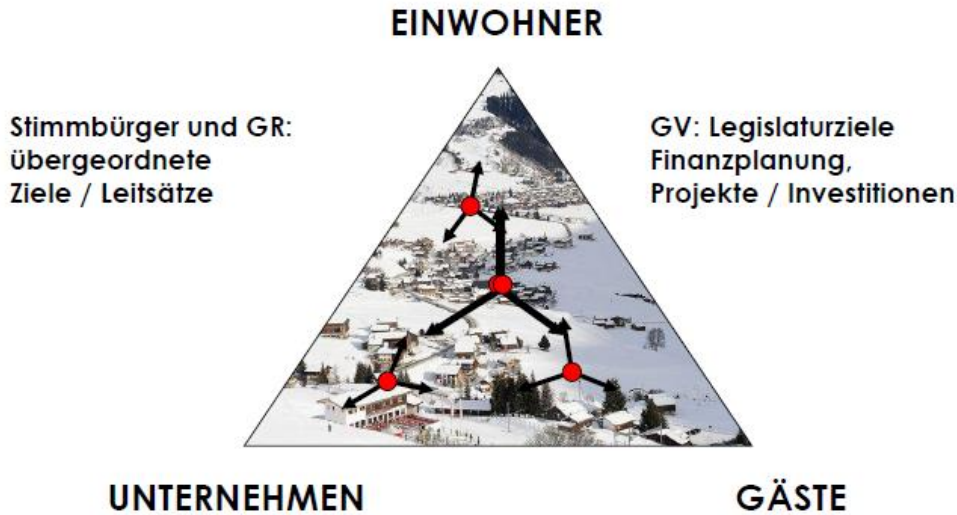 EINWOHNER
Stimmbürger und GR:
übergeordnete
Ziele / Leitsätze
GV: Legislaturziele
Finanzplanung,
Projekte / Investitionen
UNTERNEHMEN
GÄSTE